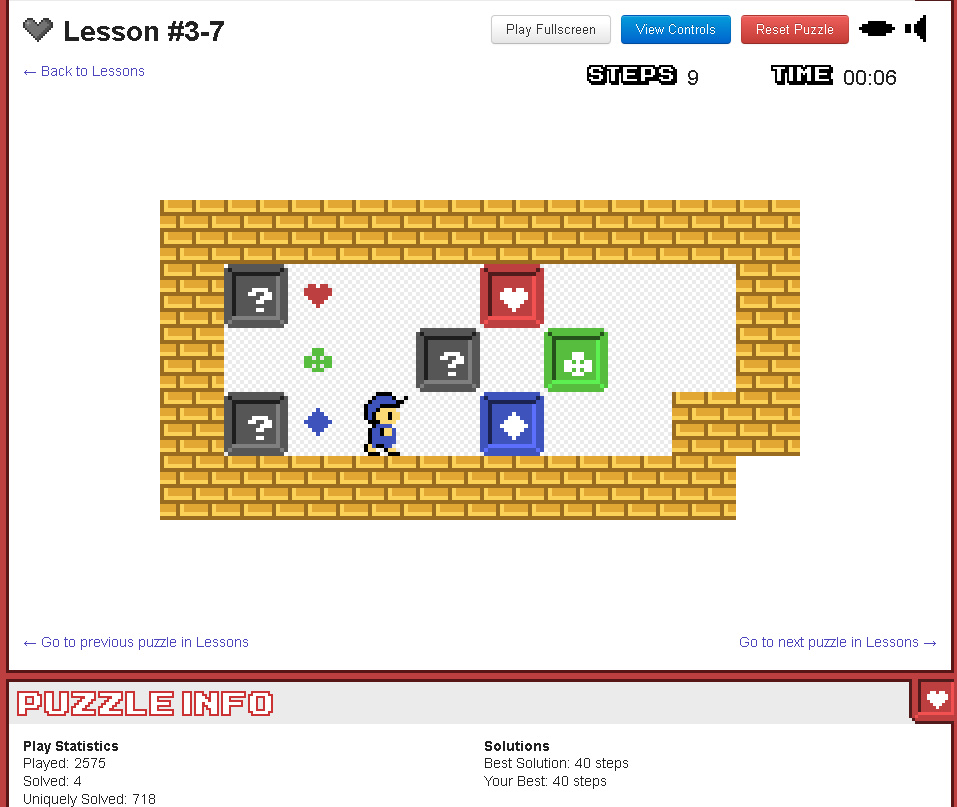 Lesson #3-7
Play Fullscreen
View Controls
Reset Puzzle
← Back to Lessons
STEPS 9
TIME 00:06
?
?
?
← Go to previous puzzle in Lessons
Go to next puzzle in Lessons →
PUZZLE INFO
Play Statistics
Played: 2575
Solved: 4
Uniquely Solved: 718
Solutions
Best Solution: 40 steps
Your Best: 40 steps